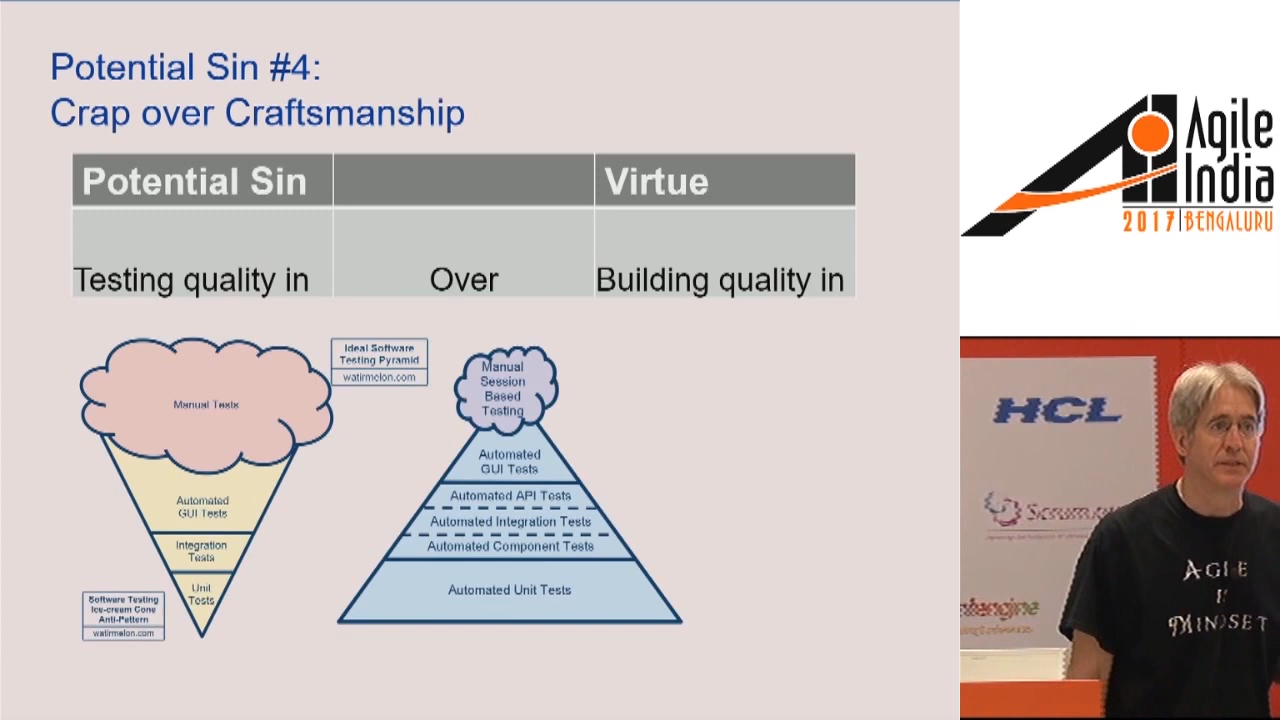 Potential Sin #4:
Crap over Craftsmanship
Potential Sin
Virtue
Testing quality in
Over
Building quality in
Manual Tests
Automated
GUI Tests
Integration
Tests
Unit
Tests
Software Testing
Ice-cream Cone
Anti-Pattern
watirmelon.com
Ideal Software
Testing Pyramid
watirmelon.com
Manual
Session
Based
Testing
Automated
GUI Tests
Automated API Tests
Automated Integration Tests
Automated Component Tests
Automated Unit Tests
Agile
India
2017 | BENGALURU
HCL
AGILE
MINDSET